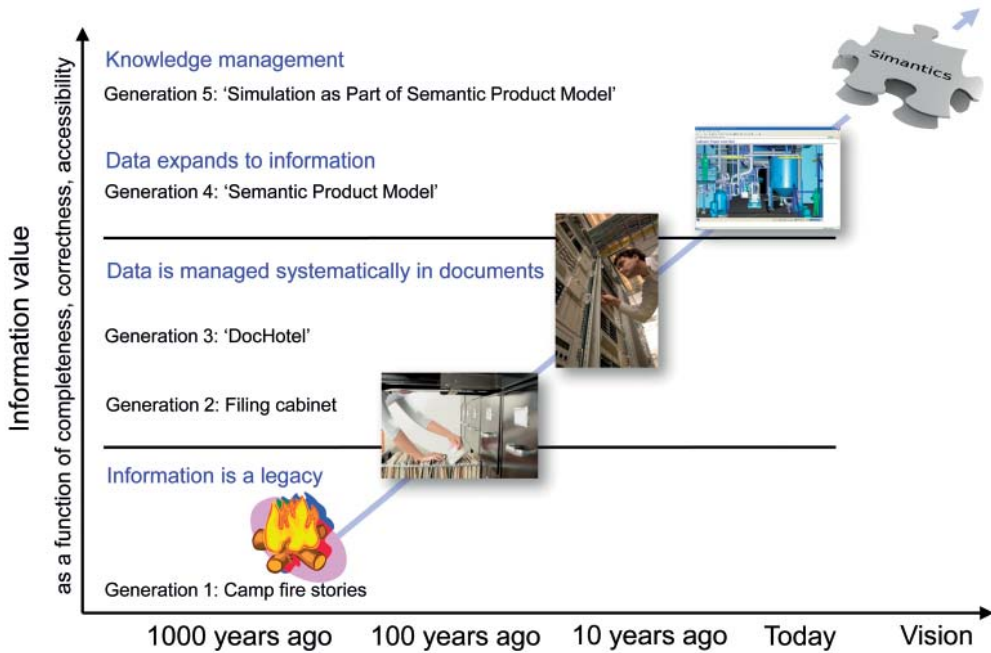 Information value
as a function of completeness, correctness, accessibility
Knowledge management
Generation 5: ‘Simulation as Part of Semantic Product Model’
Simantics
Data expands to information
Generation 4: ‘Semantic Product Model’
Data is managed systematically in documents
Generation 3: ‘DocHotel’
Generation 2: Filing cabinet
Information is a legacy
Generation 1: Camp fire stories
1000 years ago
100 years ago
10 years ago
Today
Vision